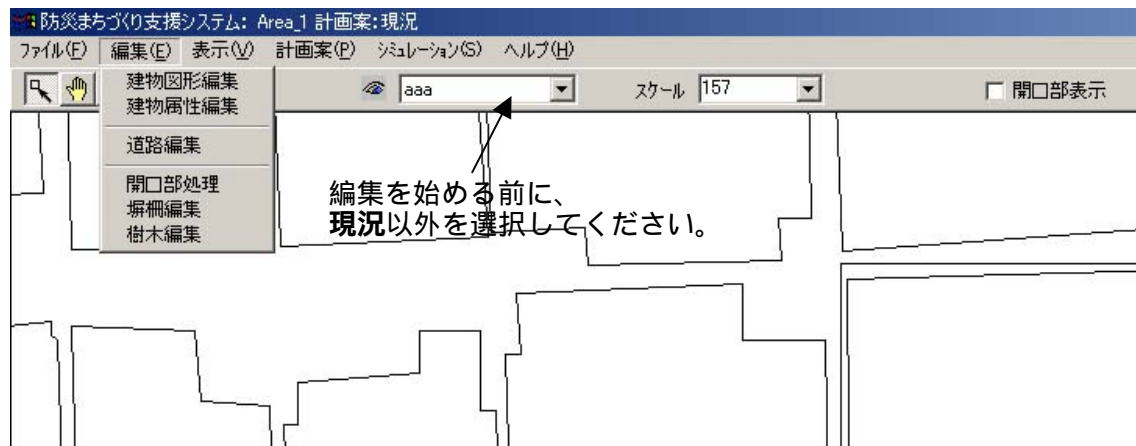 防災まちづくり支援システム: Area_1 計画案:現況
ファイル(F) 編集(E) 表示(V) 計画案(P) シミュレーション(S) ヘルプ(H)
aaa スケール 157 開口部表示
建物図形編集
建物属性編集
道路編集
開口部処理
塀柵編集
樹木編集
編集を始める前に、
現況以外を選択してください。